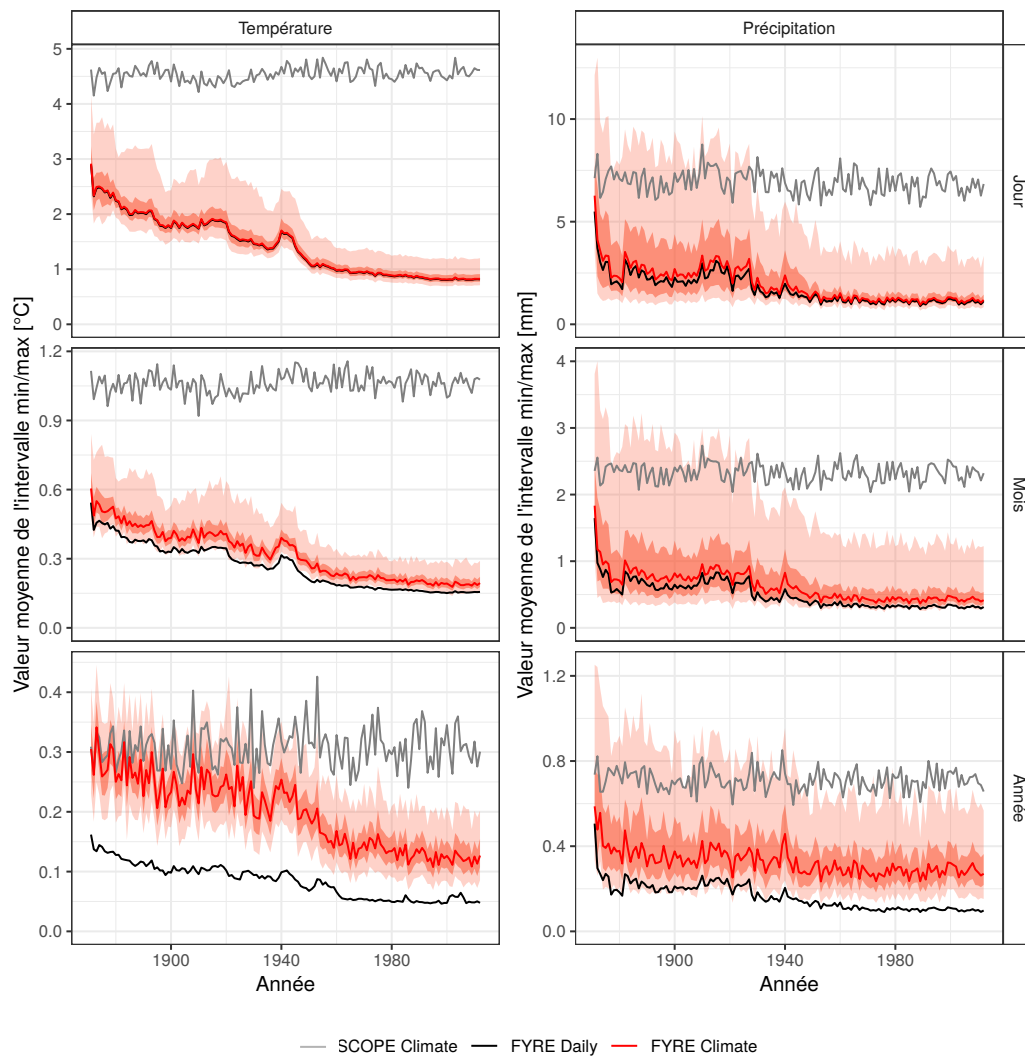 Température
Précipitation
Valeur moyenne de l'intervalle min/max [°C]
5
4
3
2
1
0
1.2
0.9
0.6
0.3
0.0
0.4
0.3
0.2
0.1
0.0
1900
1940
1980
Année
Valeur moyenne de l'intervalle min/max [mm]
10
5
0
4
3
2
1
0
1.2
0.8
0.4
0.0
1900
1940
1980
Année
Jour
Mois
Année
SCOPE Climate
FYRE Daily
FYRE Climate